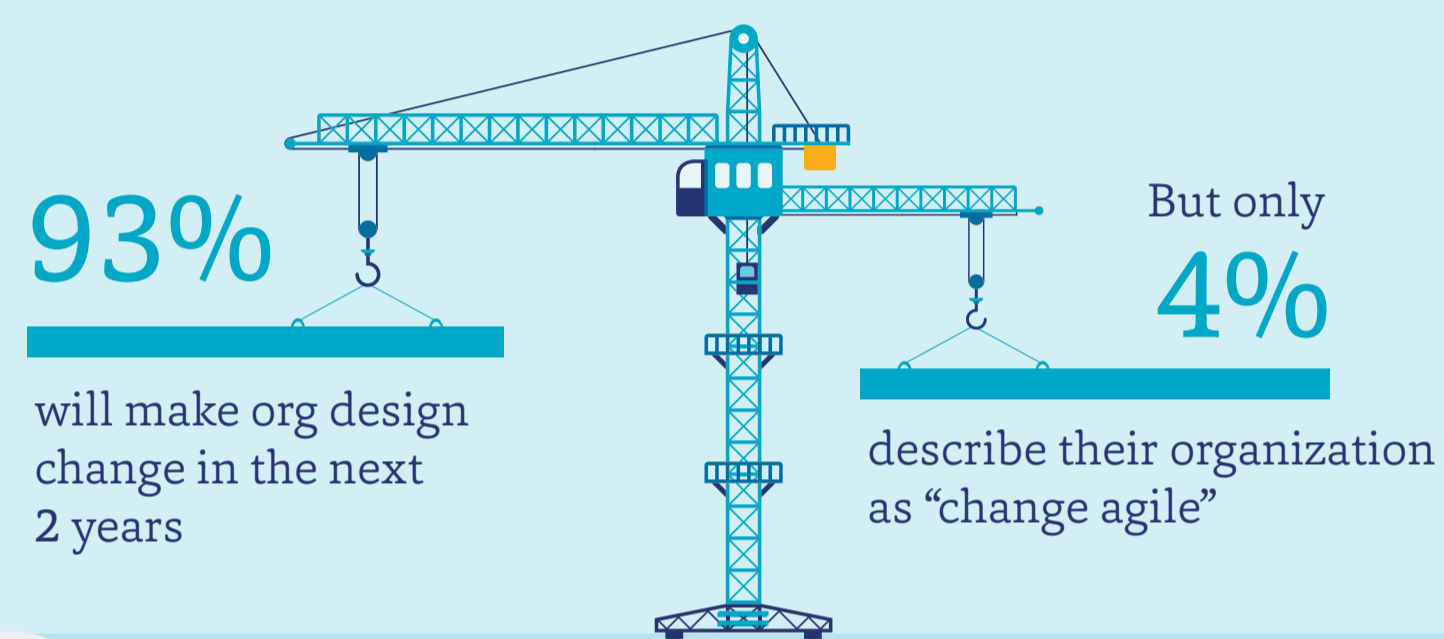 93%
will make org design
change in the next
2 years
But only
4%
describe their organization
as “change agile”